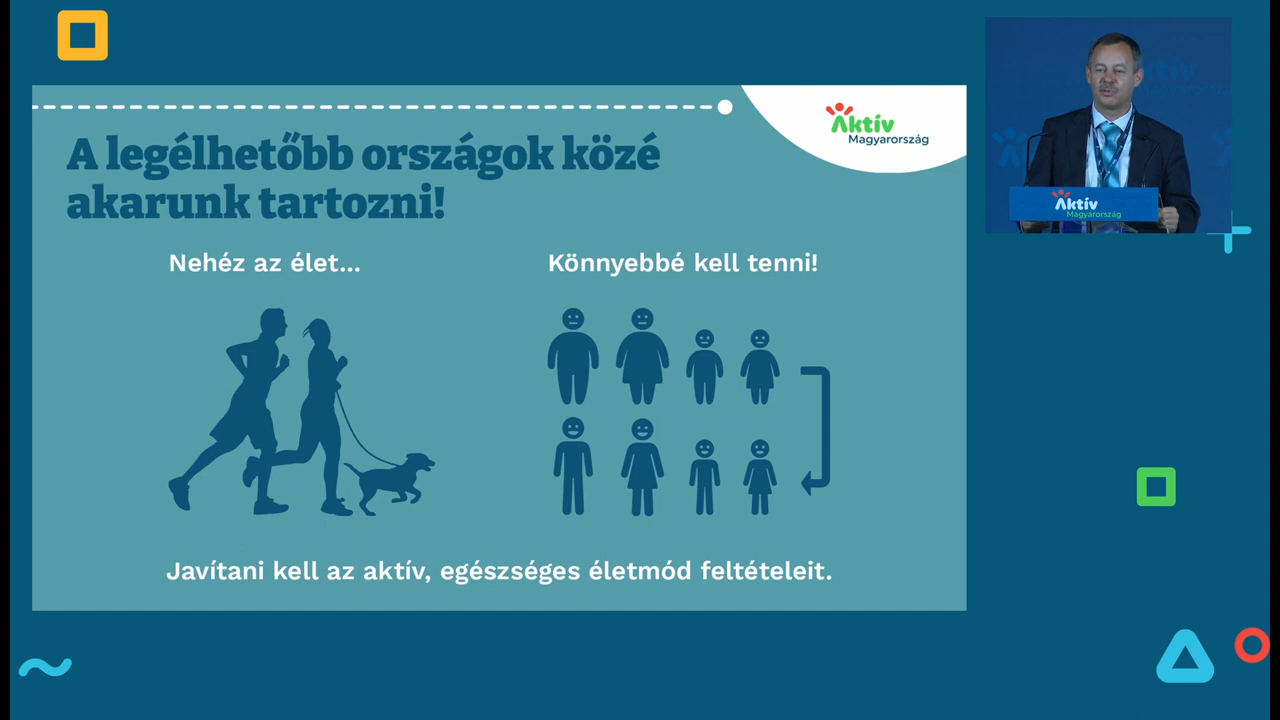 Aktív
Magyarország
A legélhetőbb országok közé
akarunk tartozni!
Nehéz az élet...
Könnyebbé kell tenni!
Javítani kell az aktív, egészséges életmód feltételeit.
Aktív
Magyarország